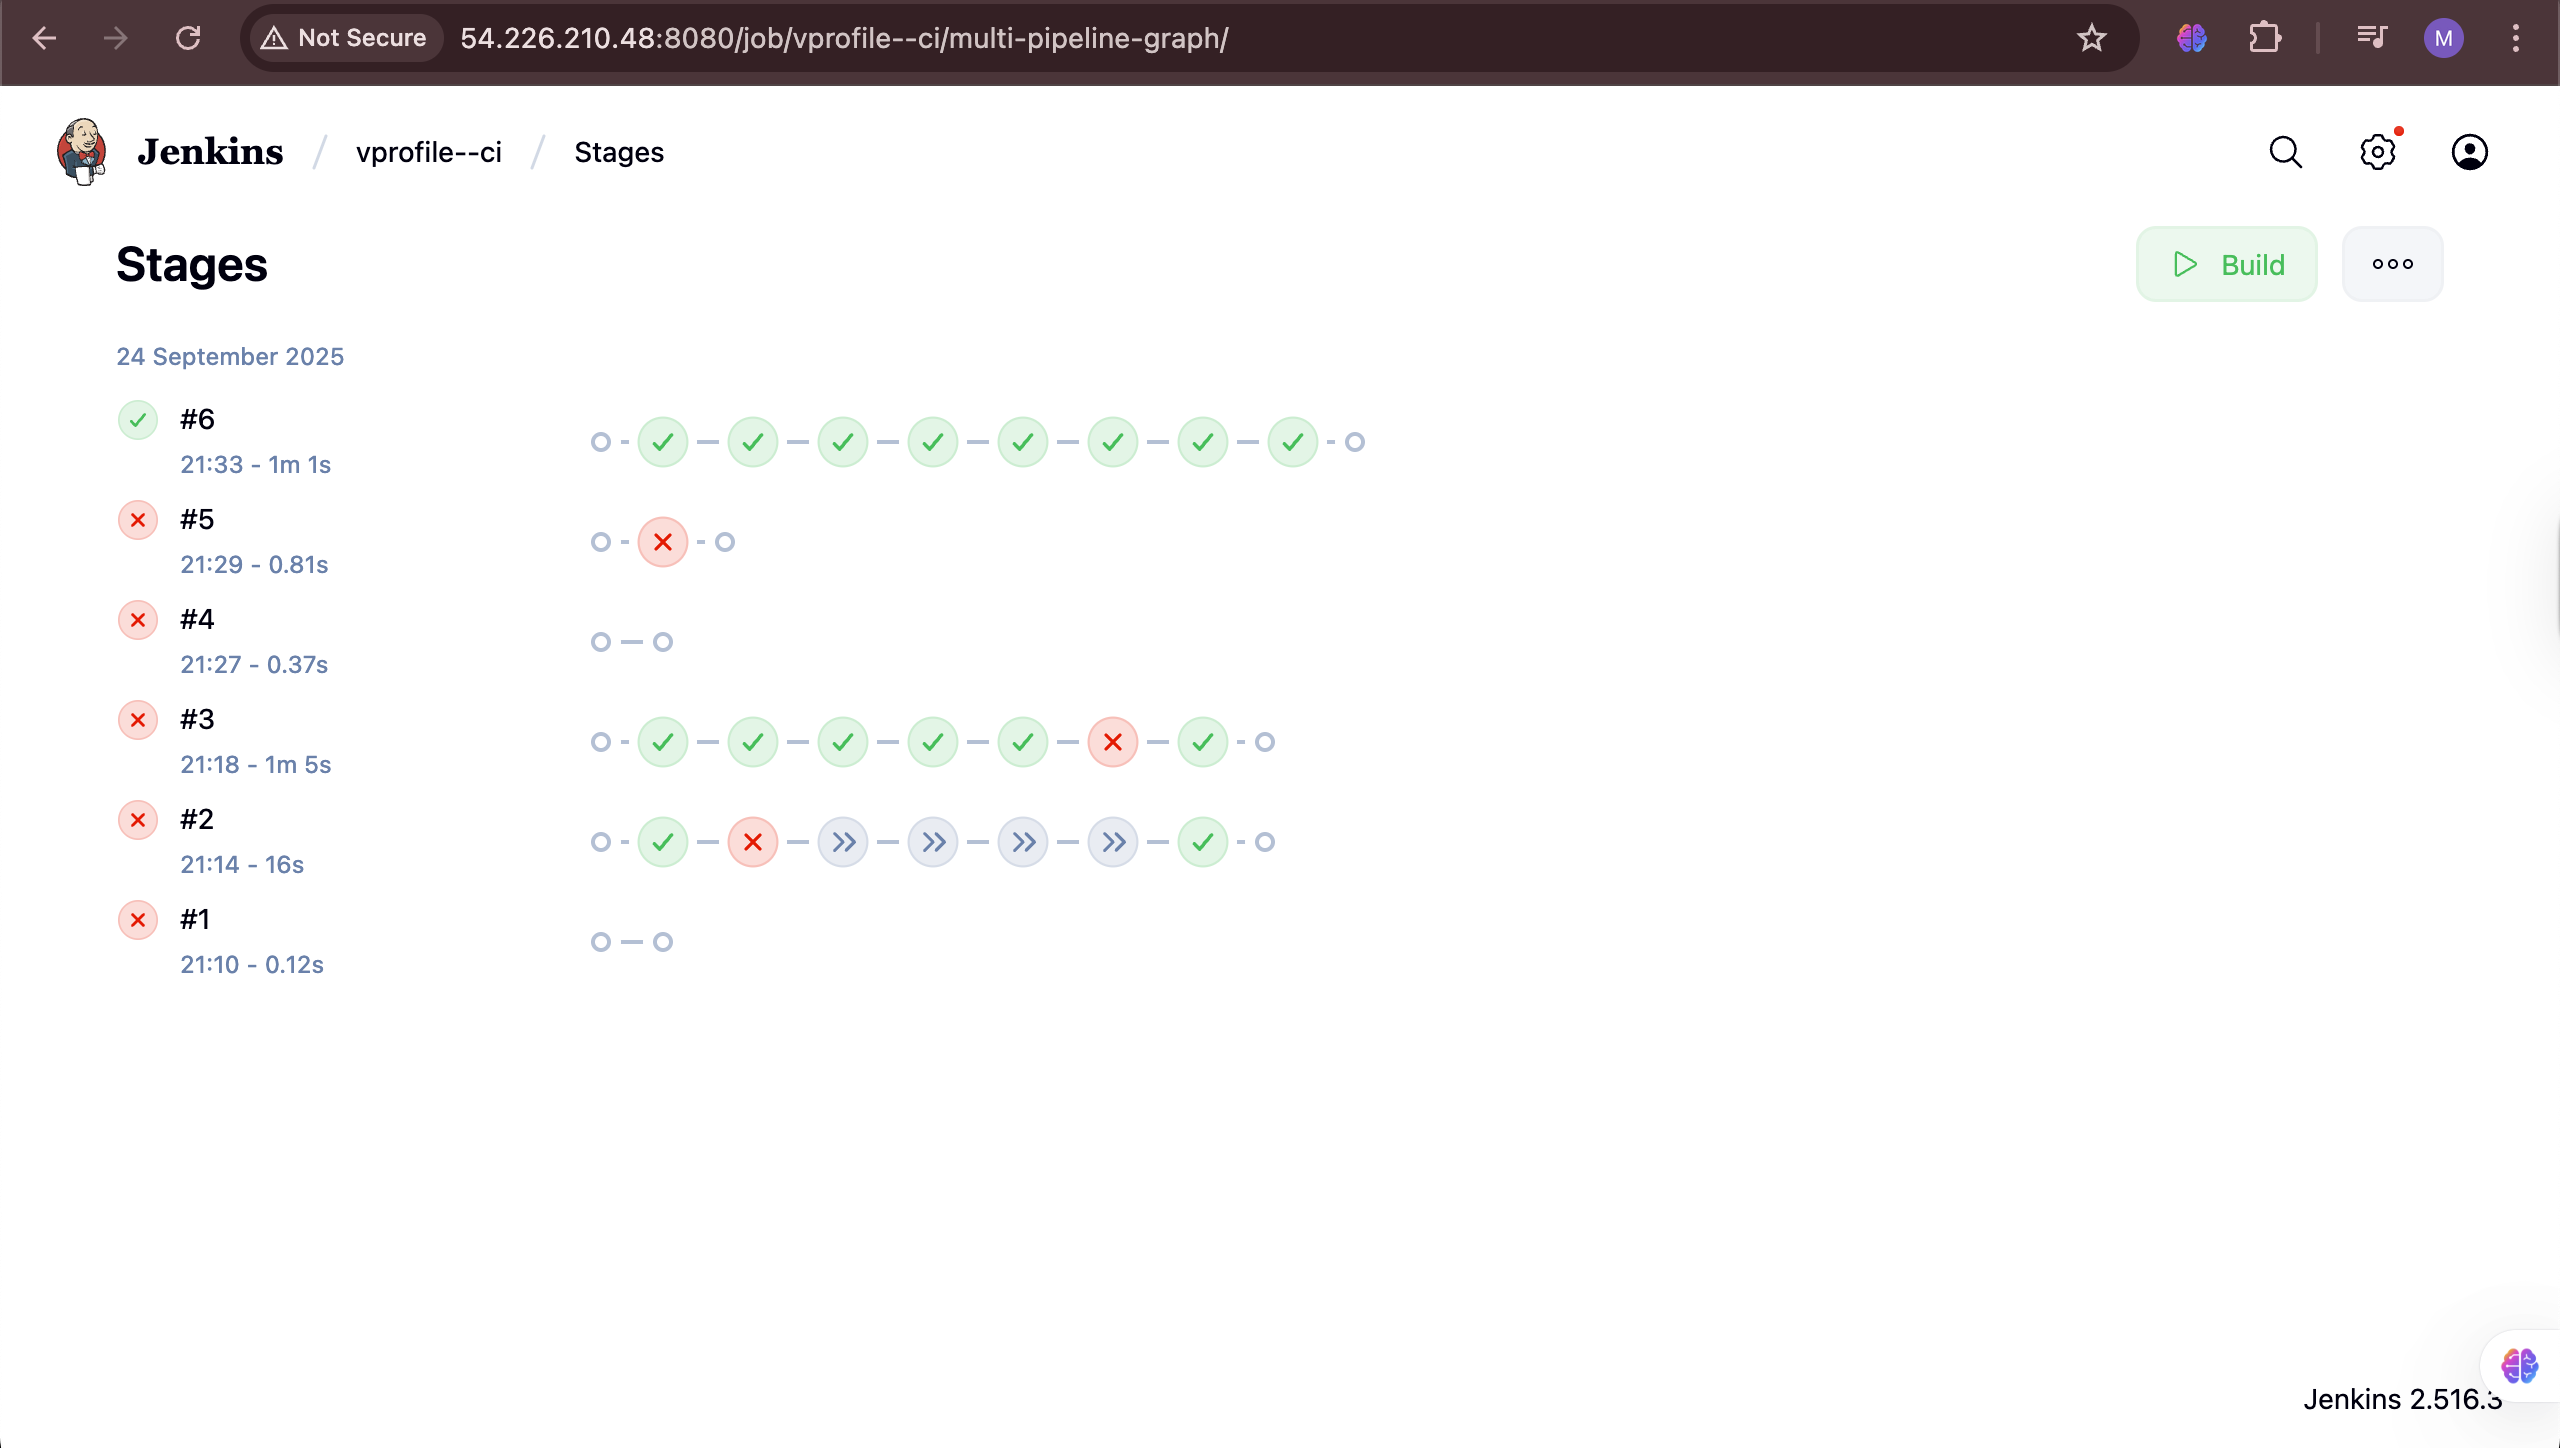 Not Secure 54.226.210.48:8080/job/vprofile--ci/multi-pipeline-graph/ M
Jenkins / vprofile--ci / Stages
Stages
Build
24 September 2025
#6
21:33 - 1m 1s
#5
21:29 - 0.81s
#4
21:27 - 0.37s
#3
21:18 - 1m 5s
#2
21:14 - 16s
#1
21:10 - 0.12s
Jenkins 2.516.3